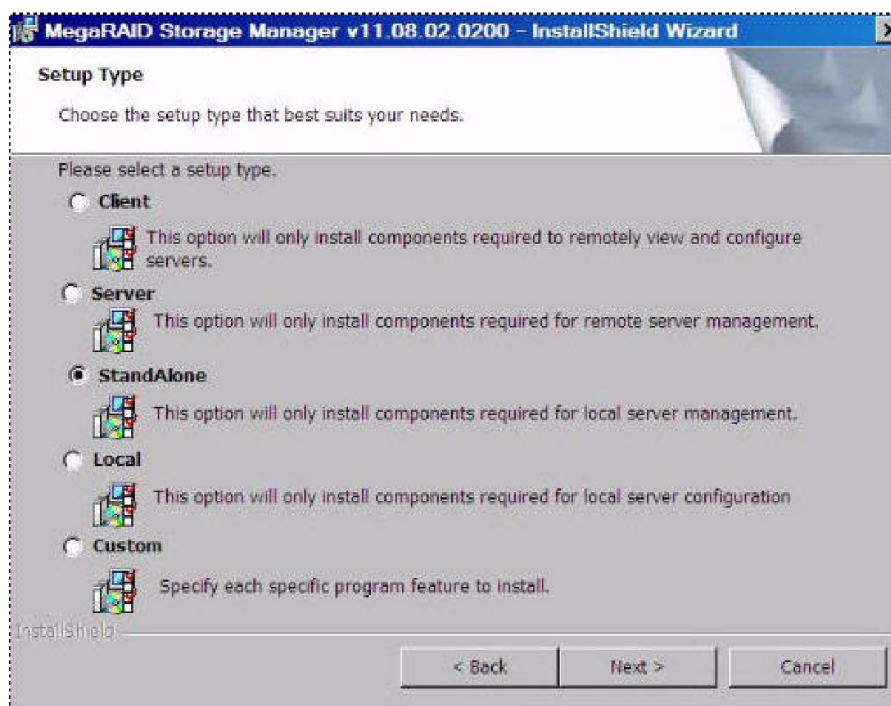 MegaRAID Storage Manager v11.08.02.0200 – InstallShield Wizard
Setup Type
Choose the setup type that best suits your needs.
Please select a setup type.
Client
This option will only install components required to remotely view and configure
servers.
Server
This option will only install components required for remote server management.
StandAlone
This option will only install components required for local server management.
Local
This option will only install components required for local server configuration
Custom
Specify each specific program feature to install.
InstallShield
< Back
Next >
Cancel